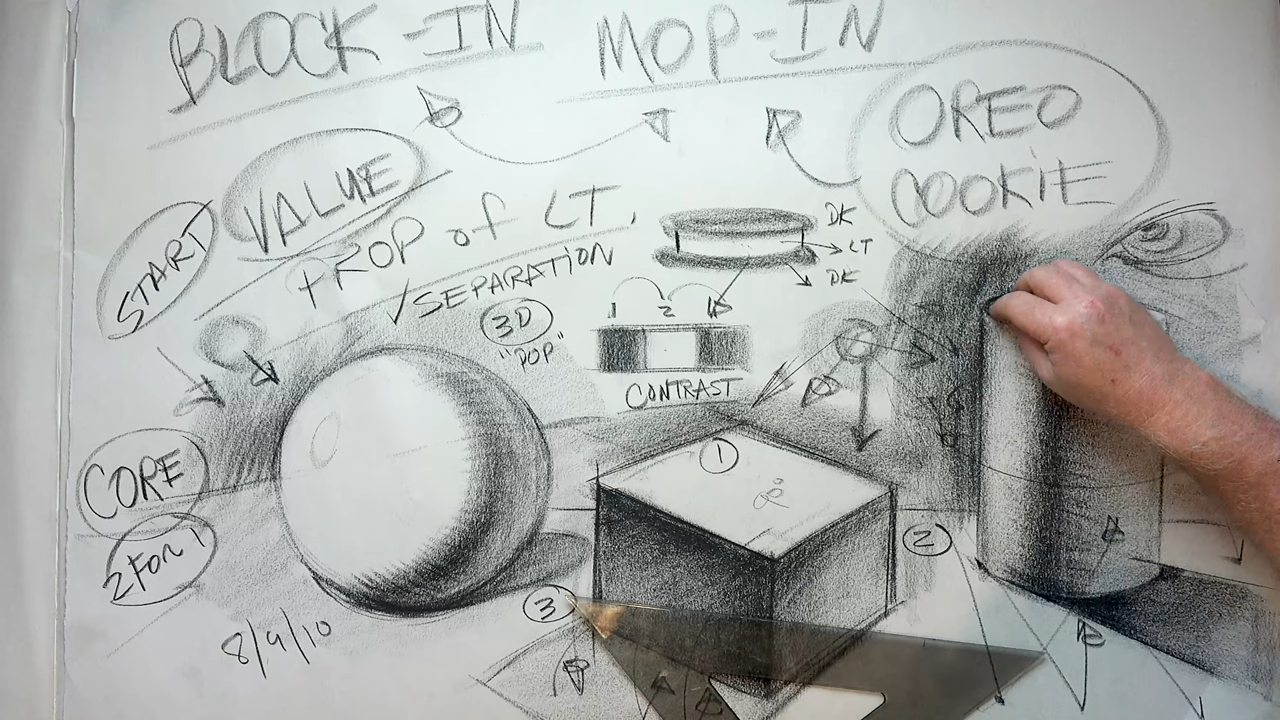 BLOCK-IN MOP-IN
OREO
COOKIE
START
VALUE
PROP of LT.
✓ SEPARATION
3D
"POP"
DK
LT
DK
1 2 1
CONTRAST
1
2
3
CORE
2 FOR 1
8/9/10